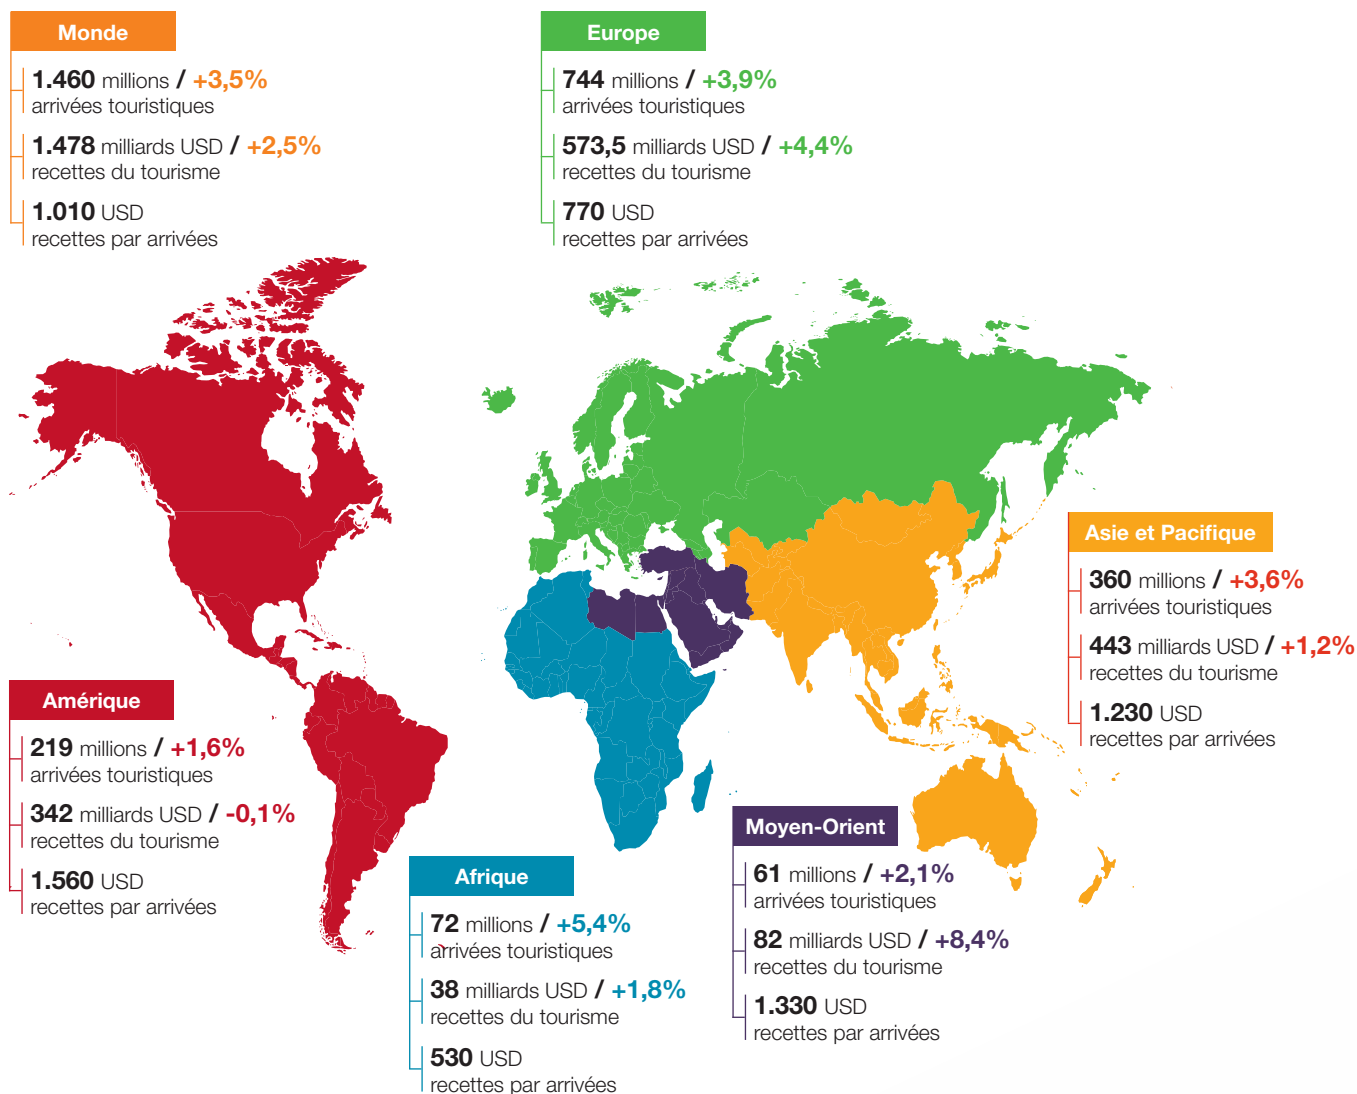 Monde
1.460 millions / +3,5%
arrivées touristiques
1.478 milliards USD / +2,5%
recettes du tourisme
1.010 USD
recettes par arrivées
Europe
744 millions / +3,9%
arrivées touristiques
573,5 milliards USD / +4,4%
recettes du tourisme
770 USD
recettes par arrivées
Asie et Pacifique
360 millions / +3,6%
arrivées touristiques
443 milliards USD / +1,2%
recettes du tourisme
1.230 USD
recettes par arrivées
Amérique
219 millions / +1,6%
arrivées touristiques
342 milliards USD / -0,1%
recettes du tourisme
1.560 USD
recettes par arrivées
Afrique
72 millions / +5,4%
arrivées touristiques
38 milliards USD / +1,8%
recettes du tourisme
530 USD
recettes par arrivées
Moyen-Orient
61 millions / +2,1%
arrivées touristiques
82 milliards USD / +8,4%
recettes du tourisme
1.330 USD
recettes par arrivées